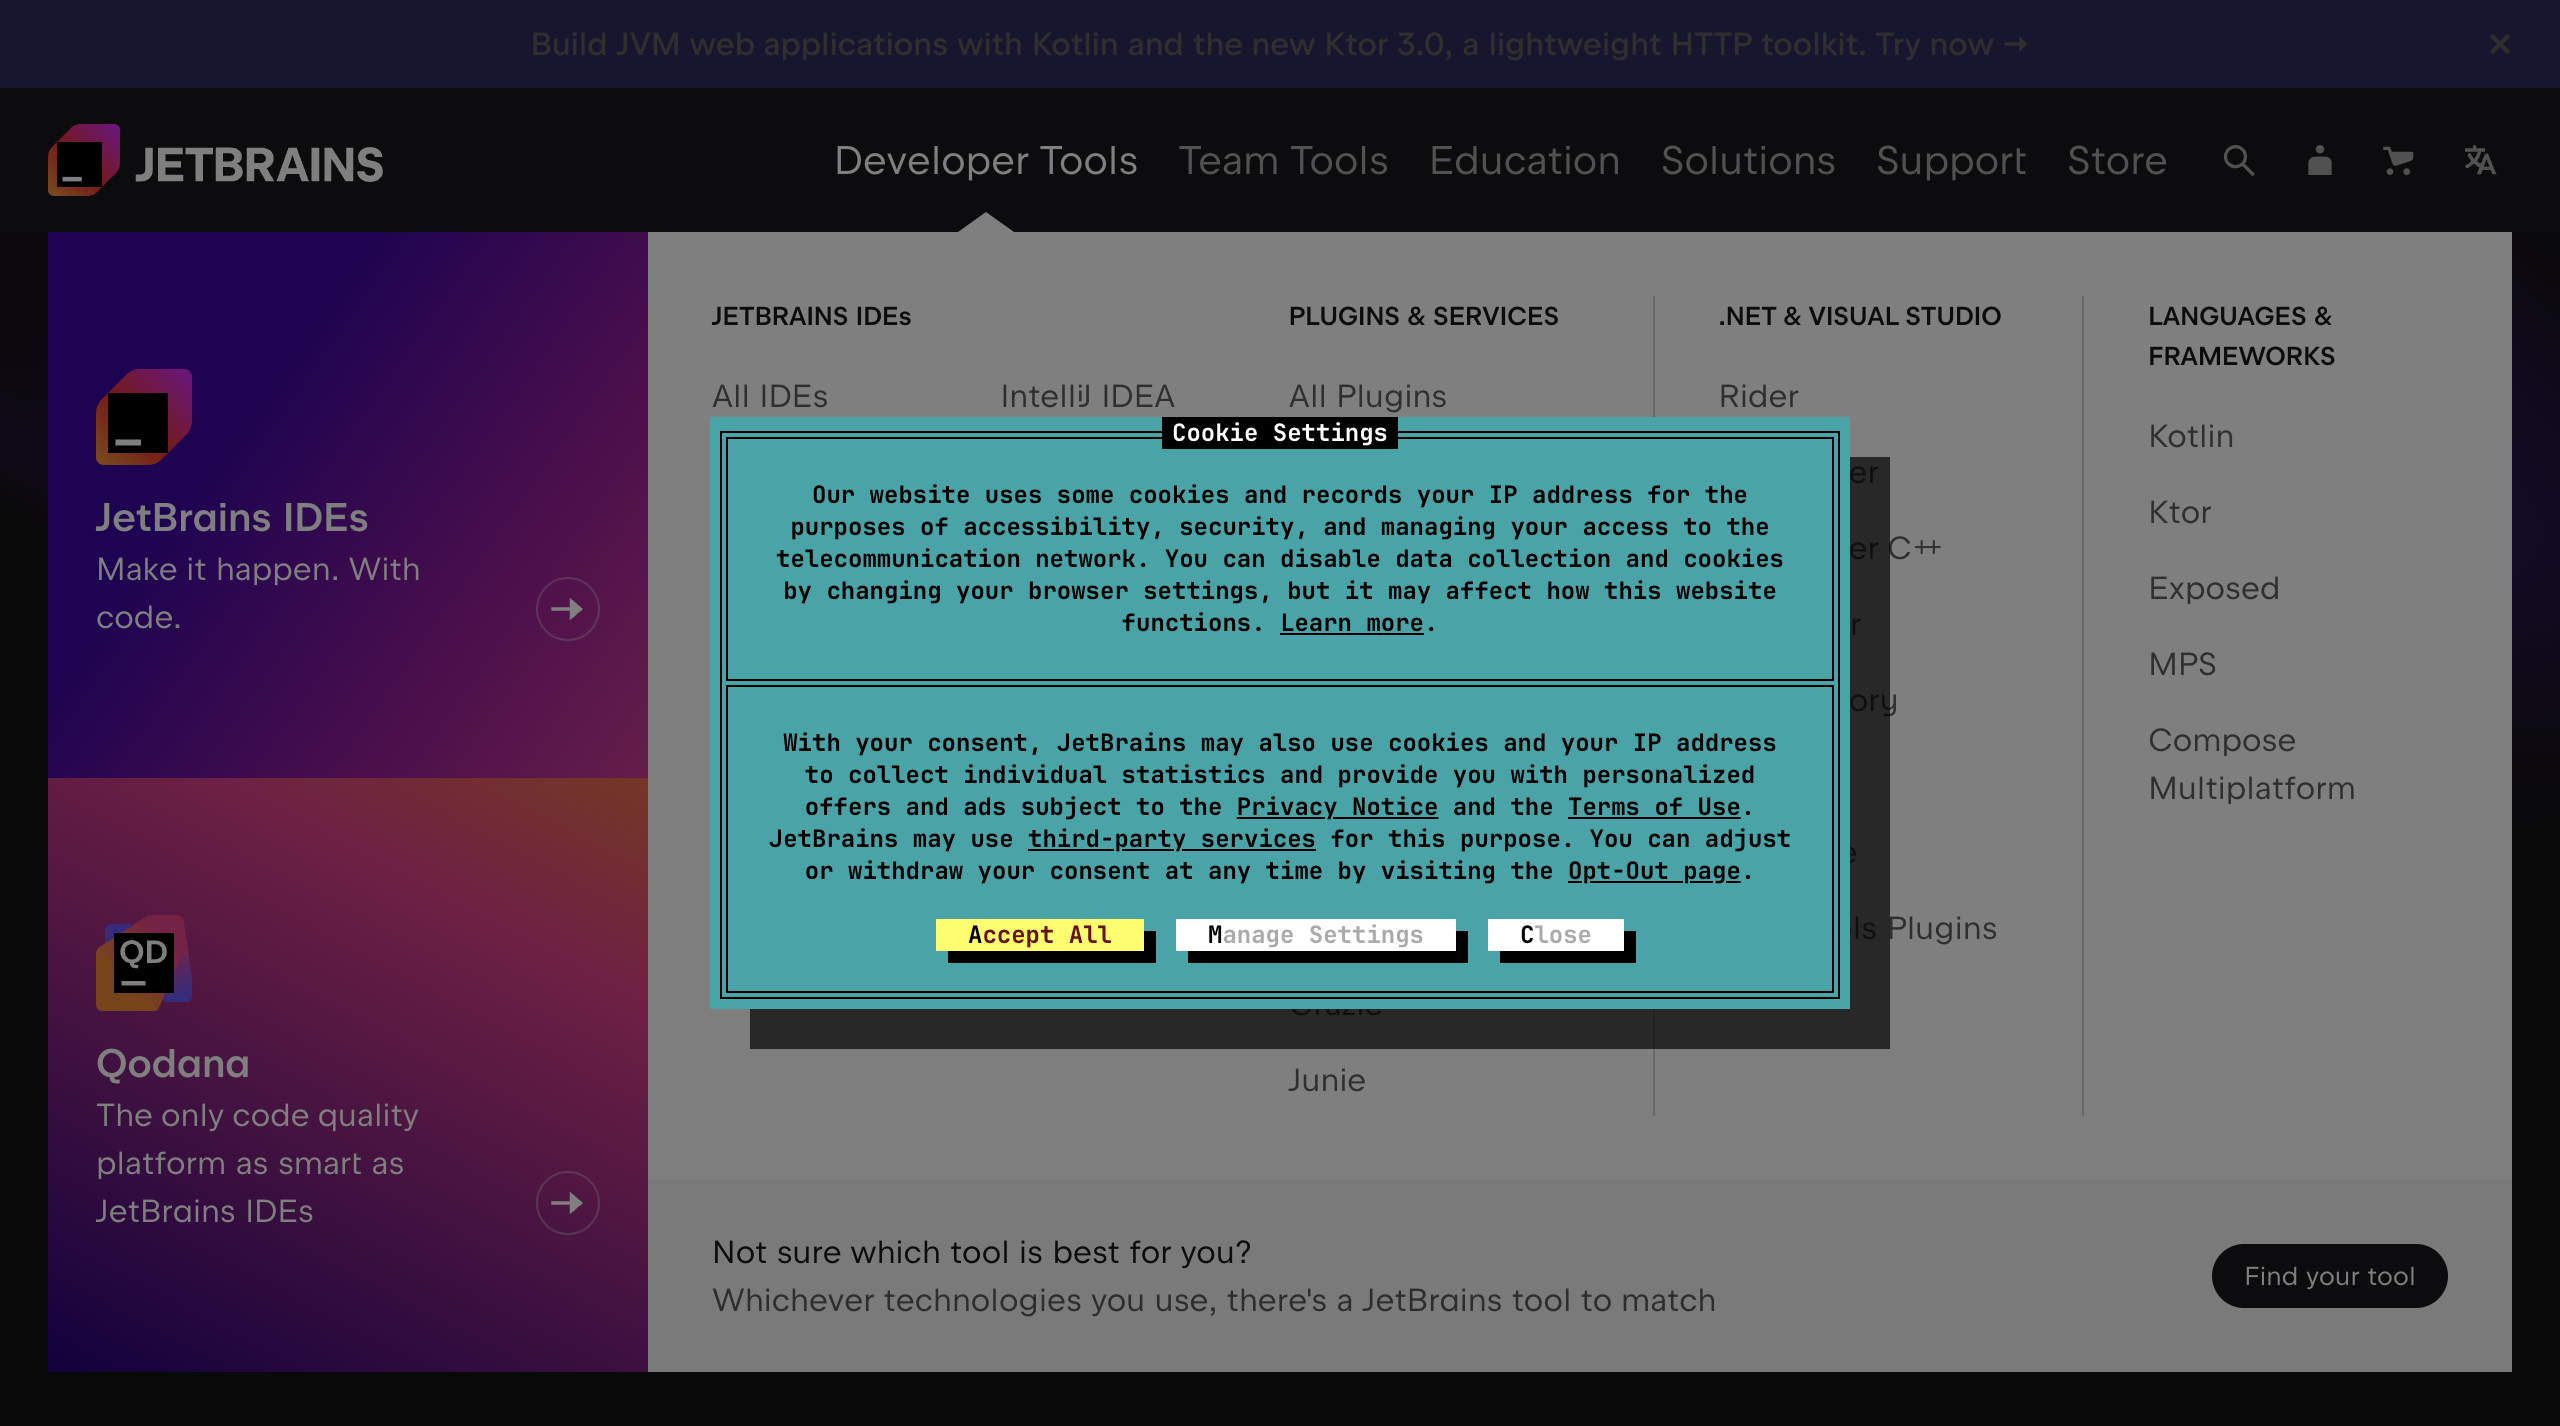 Build JVM web applications with Kotlin and the new Ktor 3.0, a lightweight HTTP toolkit. Try now →
JETBRAINS
Developer Tools
Team Tools
Education
Solutions
Support
Store
JetBrains IDEs
Make it happen. With
code.
QD
Qodana
The only code quality
platform as smart as
JetBrains IDEs
JETBRAINS IDEs
All IDEs
IntelliJ IDEA
PLUGINS & SERVICES
All Plugins
Junie
.NET & VISUAL STUDIO
Rider
C++
Plugins
LANGUAGES &
FRAMEWORKS
Kotlin
Ktor
Exposed
MPS
Compose
Multiplatform
Cookie Settings
Our website uses some cookies and records your IP address for the
purposes of accessibility, security, and managing your access to the
telecommunication network. You can disable data collection and cookies
by changing your browser settings, but it may affect how this website
functions. Learn more.
With your consent, JetBrains may also use cookies and your IP address
to collect individual statistics and provide you with personalized
offers and ads subject to the Privacy Notice and the Terms of Use.
JetBrains may use third-party services for this purpose. You can adjust
or withdraw your consent at any time by visiting the Opt-Out page.
Accept All
Manage Settings
Close
Not sure which tool is best for you?
Whichever technologies you use, there's a JetBrains tool to match
Find your tool